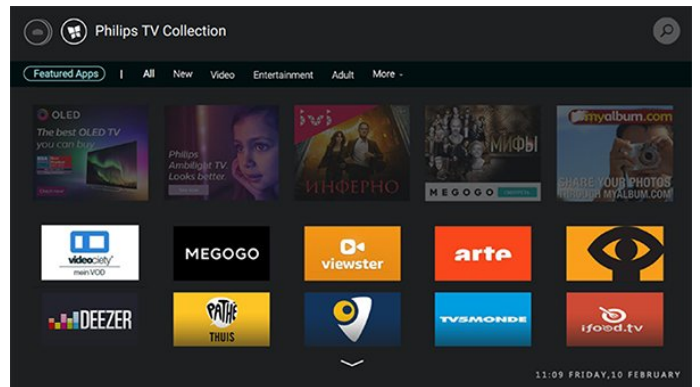 Philips TV Collection
Featured Apps | All New Video Entertainment Adult More
OLED
The best OLED TV
you can buy
Philips
Ambilight TV.
Looks better.
ivi
ИНФЕРНО
МИФЫ
MEGOGO
myalbum.com
SHARE YOUR PHOTOS
THROUGH MYALBUM.COM
videociety
mein VOD
MEGOGO
viewster
arte
DEEZER
PATHÉ
THUIS
TV5MONDE
ifood.tv
11:09 FRIDAY,10 FEBRUARY